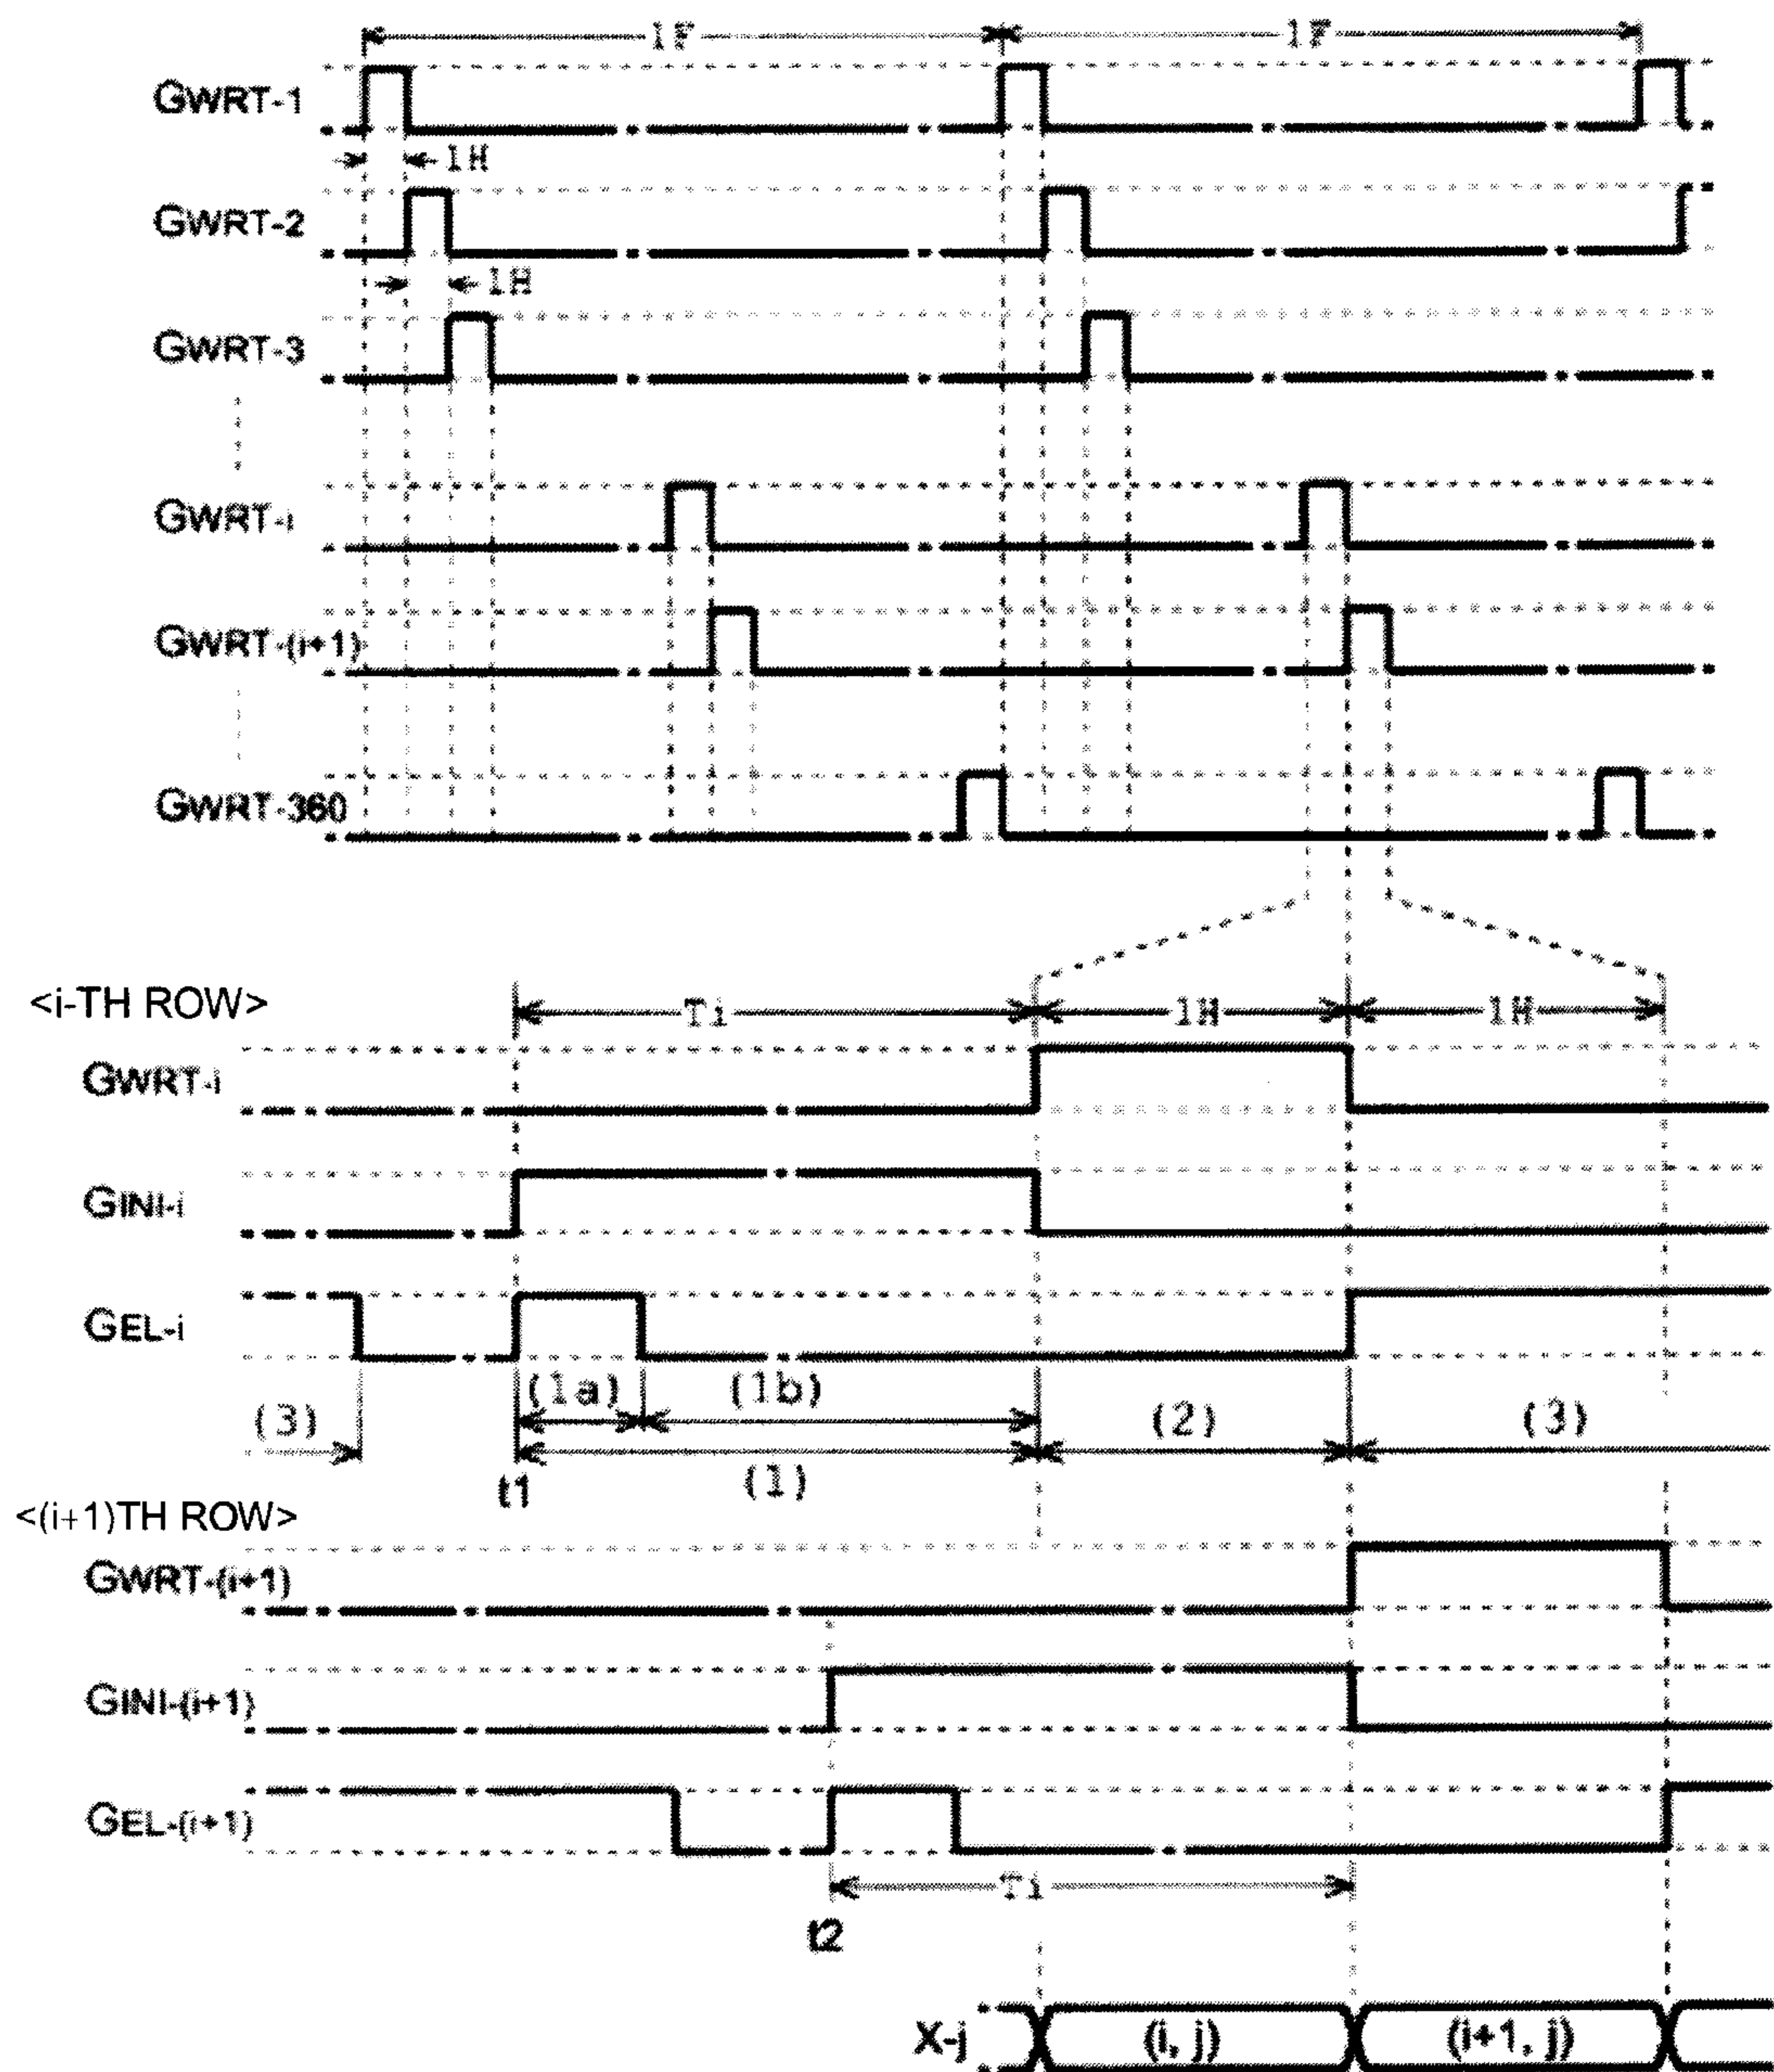 1F 1F
GWRT-1
1H
GWRT-2
1H
GWRT-3
GWRT-i
GWRT-(i+1)
GWRT-360
<i-TH ROW>
Ti 1H 1H
GWRT-i
GINI-i
GEL-i
(1a) (1b)
(3) (2) (3)
t1 (1)
<(i+1)TH ROW>
GWRT-(i+1)
GINI-(i+1)
GEL-(i+1)
Ti
t2
X-j (i, j) (i+1, j)